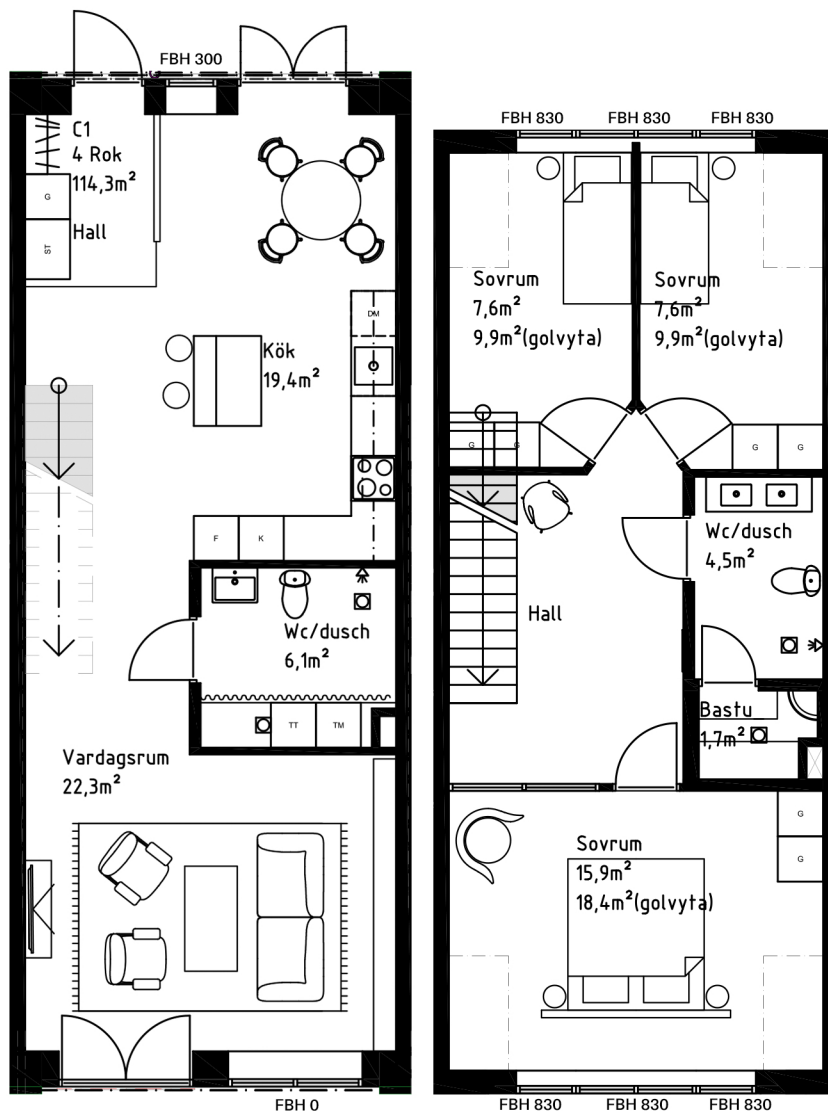 FBH 300
C1
4 Rok
114,3m²
G
Hall
ST
DM
Kök
19,4m²
F
K
Wc/dusch
6,1m²
TT
TM
Vardagsrum
22,3m²
FBH 0
FBH 830
FBH 830
FBH 830
Sovrum
7,6m²
9,9m²(golvyta)
Sovrum
7,6m²
9,9m²(golvyta)
G
G
G
G
Wc/dusch
4,5m²
Hall
Bastu
1,7m²
G
G
Sovrum
15,9m²
18,4m²(golvyta)
FBH 830
FBH 830
FBH 830